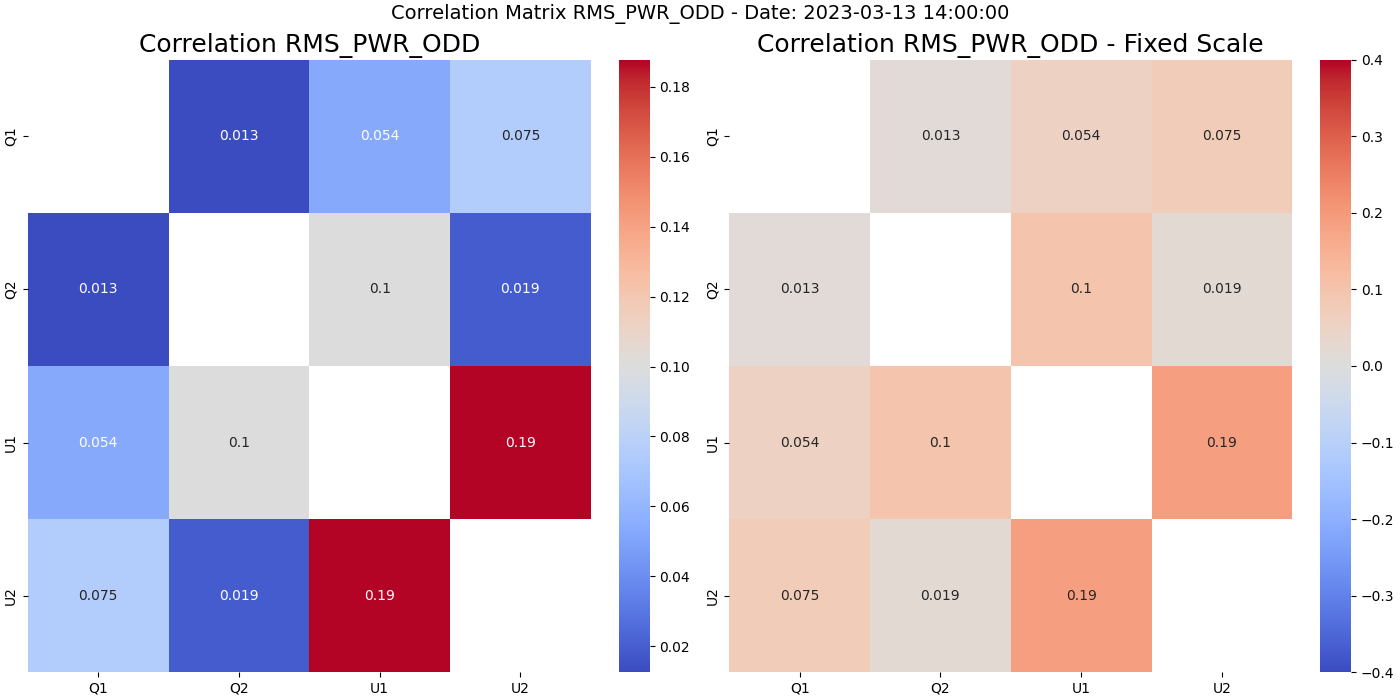 Correlation Matrix RMS_PWR_ODD - Date: 2023-03-13 14:00:00
Correlation RMS_PWR_ODD
Q1
0.013 0.054 0.075
Q2
0.013 0.1 0.019
U1
0.054 0.1 0.19
U2
0.075 0.019 0.19
Q1 Q2 U1 U2
0.18
0.16
0.14
0.12
0.10
0.08
0.06
0.04
0.02
Correlation RMS_PWR_ODD - Fixed Scale
Q1
0.013 0.054 0.075
Q2
0.013 0.1 0.019
U1
0.054 0.1 0.19
U2
0.075 0.019 0.19
Q1 Q2 U1 U2
0.4
0.3
0.2
0.1
0.0
−0.1
−0.2
−0.3
−0.4